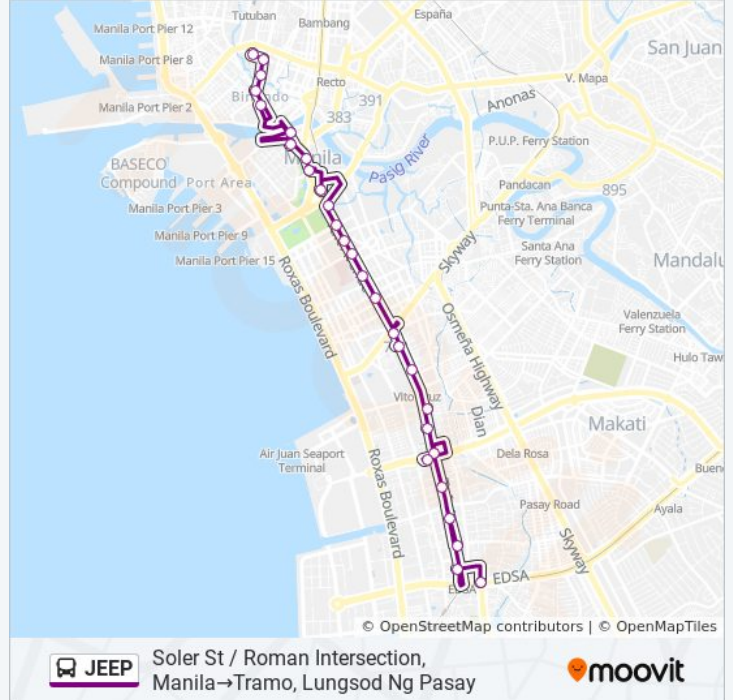 Tutuban
España
Manila Port Pier 12
Bambang
San Juan
Manila Port Pier 8
Recto
V. Mapa
Binondo
391
Anonas
Manila Port Pier 2
383
P.U.P. Ferry Station
Manila
Pasig River
BASECO
Compound
Port Area
Pandacan
895
Manila Port Pier 3
Punta-Sta. Ana Banca
Ferry Terminal
Manila Port Pier 9
Skyway
Santa Ana
Ferry Station
Manila Port Pier 15
Mandalu
Roxas Boulevard
Osmeña Highway
Valenzuela
Ferry Station
Hulo Taw
Vito Cruz
Dian
Makati
Air Juan Seaport
Terminal
Dela Rosa
Buen
Roxas Boulevard
Pasay Road
Ayala
Skyway
EDSA
EDSA
© OpenStreetMap contributors | © OpenMapTiles
JEEP
Soler St / Roman Intersection,
Manila→Tramo, Lungsod Ng Pasay
moovit